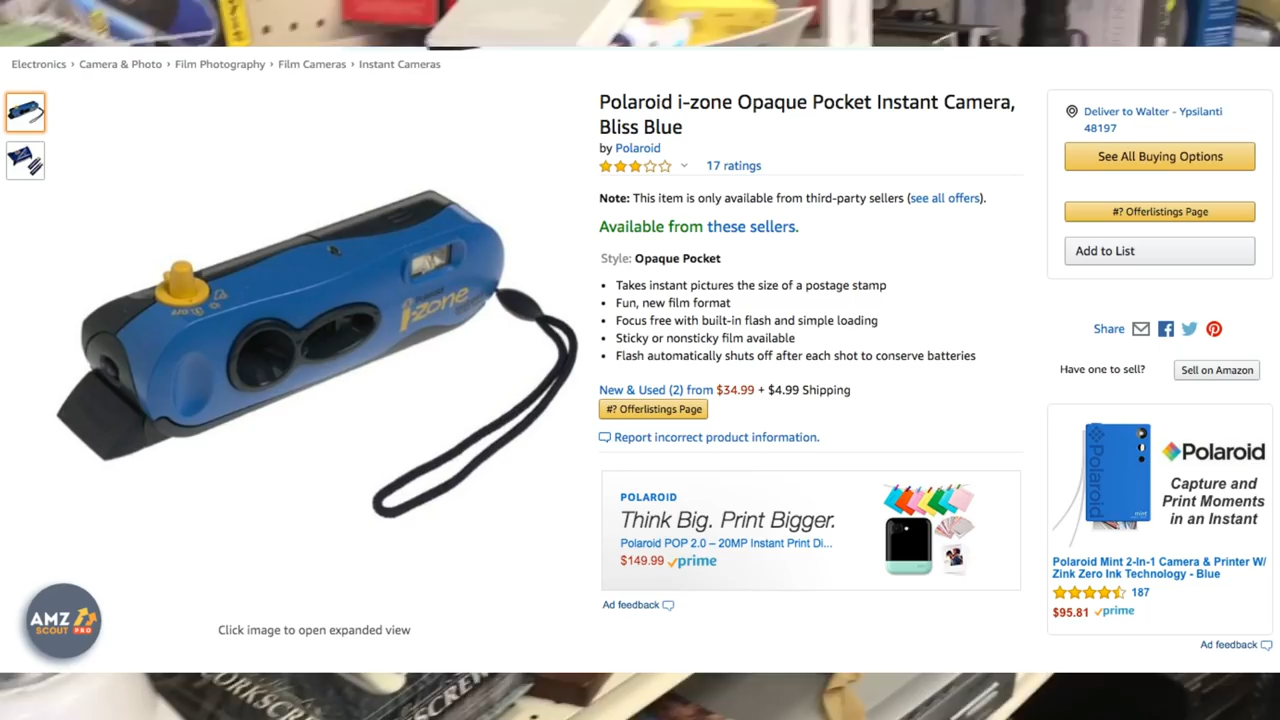 Electronics › Camera & Photo › Film Photography › Film Cameras › Instant Cameras
Polaroid i-zone Opaque Pocket Instant Camera,
Bliss Blue
by Polaroid
17 ratings
Note: This item is only available from third-party sellers (see all offers).
Available from these sellers.
Style: Opaque Pocket
• Takes instant pictures the size of a postage stamp
• Fun, new film format
• Focus free with built-in flash and simple loading
• Sticky or nonsticky film available
• Flash automatically shuts off after each shot to conserve batteries
New & Used (2) from $34.99 + $4.99 Shipping
#? Offerlistings Page
Report incorrect product information.
POLAROID
Think Big. Print Bigger.
Polaroid POP 2.0 – 20MP Instant Print Di...
$149.99 prime
Ad feedback
i-zone
Click image to open expanded view
AMZ
SCOUT PRO
Deliver to Walter - Ypsilanti
48197
See All Buying Options
#? Offerlistings Page
Add to List
Share
Have one to sell?
Sell on Amazon
Polaroid
Polaroid
mint
Capture and
Print Moments
in an Instant
Polaroid Mint 2-In-1 Camera & Printer W/
Zink Zero Ink Technology - Blue
187
$95.81 prime
Ad feedback
CORKSCREW
CORKSCREW